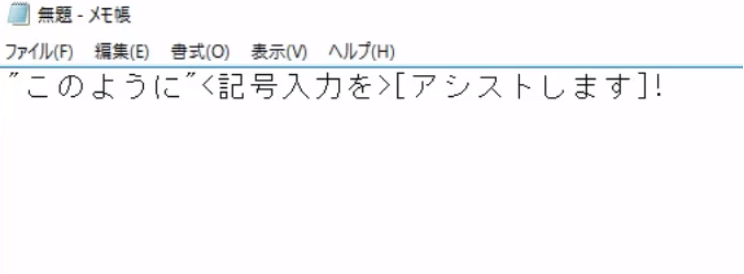 無題 - メモ帳
ファイル(F) 編集(E) 書式(O) 表示(V) ヘルプ(H)
"このように"<記号入力を>[アシストします]!